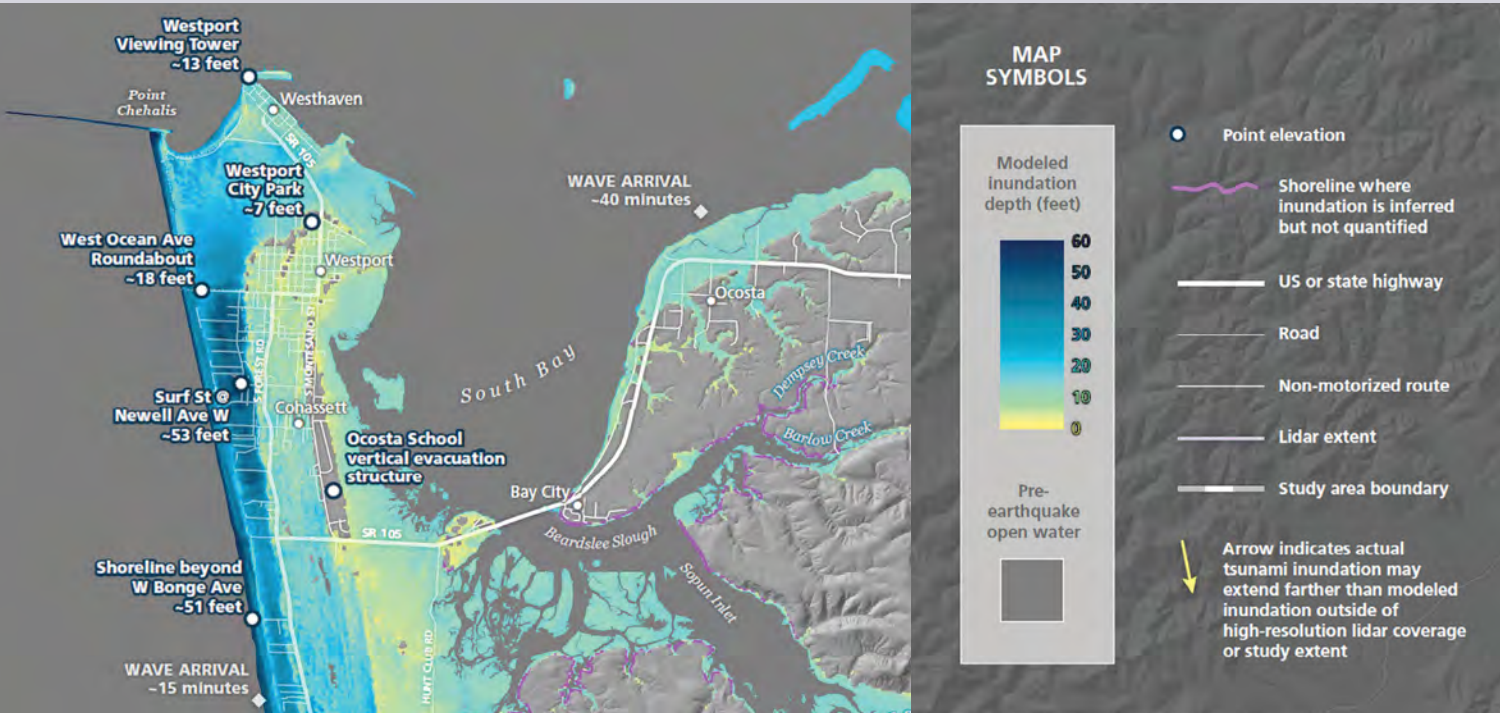 Westport
Viewing Tower
~13 feet
Point
Chehalis
Westhaven
SR 105
Westport
City Park
~7 feet
WAVE ARRIVAL
~40 minutes
West Ocean Ave
Roundabout
~18 feet
Westport
Ocosta
S FOREST RD
S MONTESANO ST
South Bay
Dempsey Creek
Surf St @
Newell Ave W
~53 feet
Cohassett
Barlow Creek
Ocosta School
vertical evacuation
structure
Bay City
SR 105
Beardslee Slough
Shoreline beyond
W Bonge Ave
~51 feet
Sopun Inlet
HUNT CLUB RD
WAVE ARRIVAL
~15 minutes
MAP
SYMBOLS
Modeled
inundation
depth (feet)
60
50
40
30
20
10
0
Pre-
earthquake
open water
Point elevation
Shoreline where
inundation is inferred
but not quantified
US or state highway
Road
Non-motorized route
Lidar extent
Study area boundary
Arrow indicates actual
tsunami inundation may
extend farther than modeled
inundation outside of
high-resolution lidar coverage
or study extent